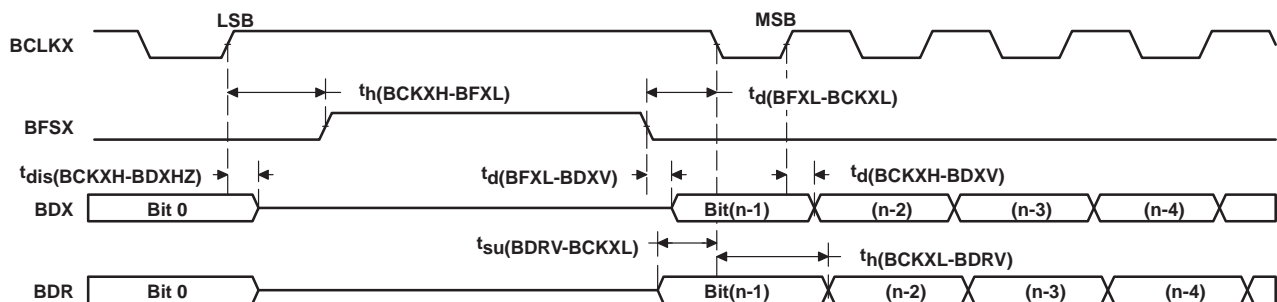 LSB MSB
BCLKX
th(BCKXH-BFXL) td(BFXL-BCKXL)
BFSX
tdis(BCKXH-BDXHZ) td(BFXL-BDXV) td(BCKXH-BDXV)
BDX Bit 0 Bit(n-1) (n-2) (n-3) (n-4)
tsu(BDRV-BCKXL) th(BCKXL-BDRV)
BDR Bit 0 Bit(n-1) (n-2) (n-3) (n-4)